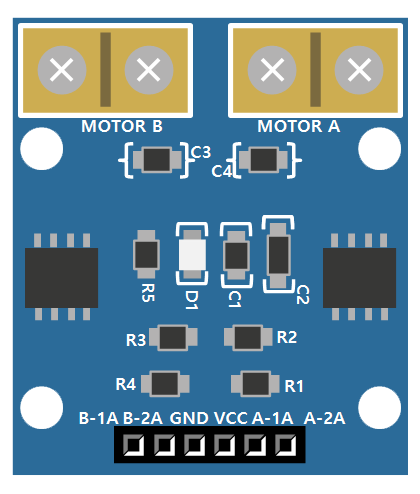 MOTOR B MOTOR A
C3
C4
R5 D1 C1 C2
R3 R2
R4 R1
B-1A B-2A GND VCC A-1A A-2A